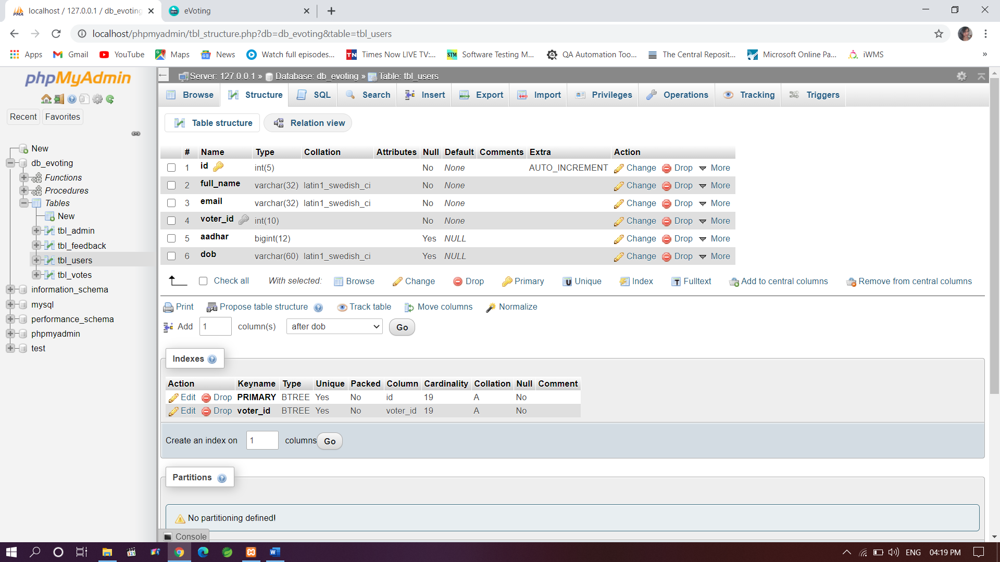 localhost / 127.0.0.1 / db_evoting
eVoting
localhost/phpmyadmin/tbl_structure.php?db=db_evoting&table=tbl_users
Apps Gmail YouTube Maps News Watch full episodes... Times Now LIVE TV:... Software Testing M... QA Automation Too... The Central Reposit... Microsoft Online Pa... iWMS »
phpMyAdmin
Recent Favorites
New
db_evoting
Functions
Procedures
Tables
New
tbl_admin
tbl_feedback
tbl_users
tbl_votes
information_schema
mysql
performance_schema
phpmyadmin
test
Server: 127.0.0.1 » Database: db_evoting » Table: tbl_users
Browse Structure SQL Search Insert Export Import Privileges Operations Tracking Triggers
Table structure Relation view
# Name Type Collation Attributes Null Default Comments Extra Action
1 id int(5) No None AUTO_INCREMENT Change Drop More
2 full_name varchar(32) latin1_swedish_ci No None Change Drop More
3 email varchar(32) latin1_swedish_ci No None Change Drop More
4 voter_id int(10) No None Change Drop More
5 aadhar bigint(12) Yes NULL Change Drop More
6 dob varchar(60) latin1_swedish_ci Yes NULL Change Drop More
Check all With selected: Browse Change Drop Primary Unique Index Fulltext Add to central columns Remove from central columns
Print Propose table structure Track table Move columns Normalize
Add 1 column(s) after dob Go
Indexes
Action Keyname Type Unique Packed Column Cardinality Collation Null Comment
Edit Drop PRIMARY BTREE Yes No id 19 A No
Edit Drop voter_id BTREE Yes No voter_id 19 A No
Create an index on 1 columns Go
Partitions
No partitioning defined!
Console
ENG 04:19 PM